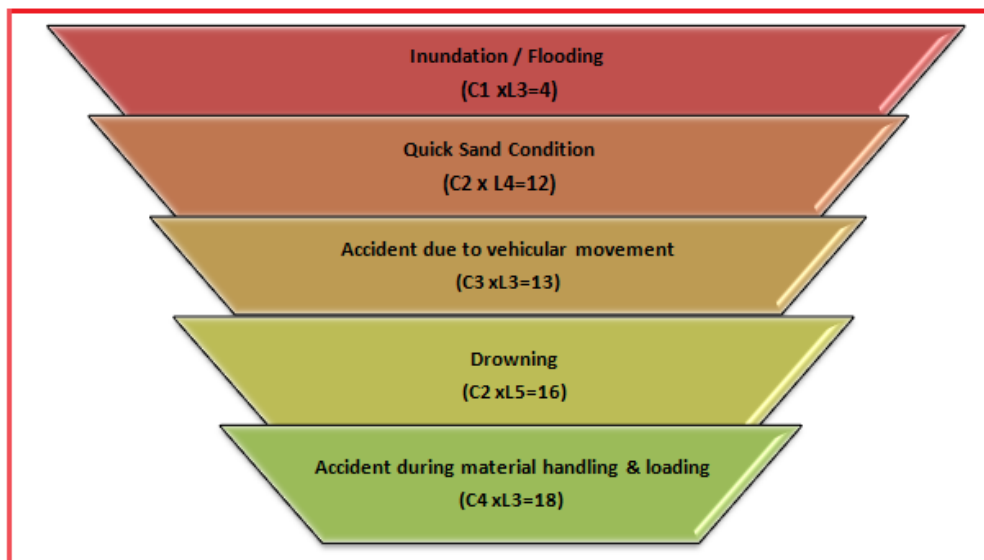 Inundation / Flooding
(C1 xL3=4)
Quick Sand Condition
(C2 x L4=12)
Accident due to vehicular movement
(C3 xL3=13)
Drowning
(C2 xL5=16)
Accident during material handling & loading
(C4 xL3=18)